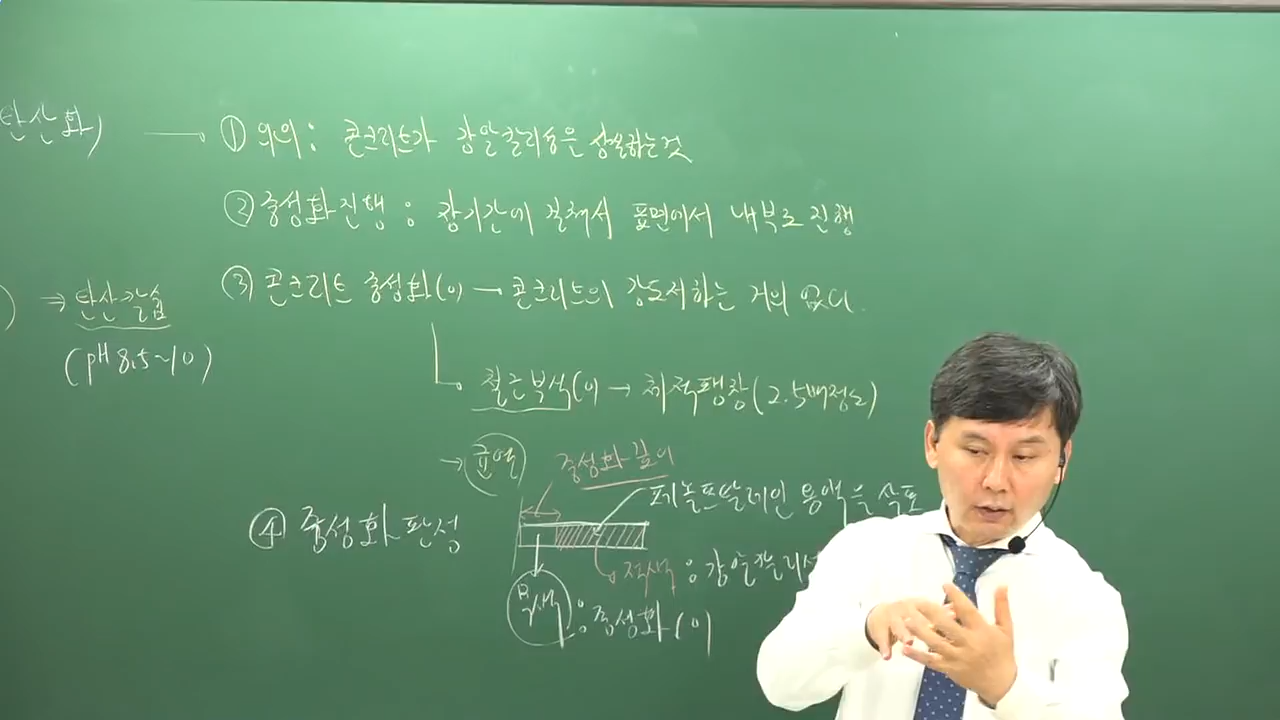 탄산화) → ① 의의 : 콘크리트가 강알칼리성을 상실하는것
② 중성화진행 : 장기간에 걸쳐서 표면에서 내부로 진행
③ 콘크리트 중성화(이) → 콘크리트의 강도저하는 거의 없다.
) ⇒ 탄산칼슘
(pH 8.5~10)
철근부식(이) → 체적팽창(2.5배정도)
→ 균열
중성화 깊이
④ 중성화 판정
페놀프탈레인 용액을 살포
적색 : 강알칼리성
무색 : 중성화(이)